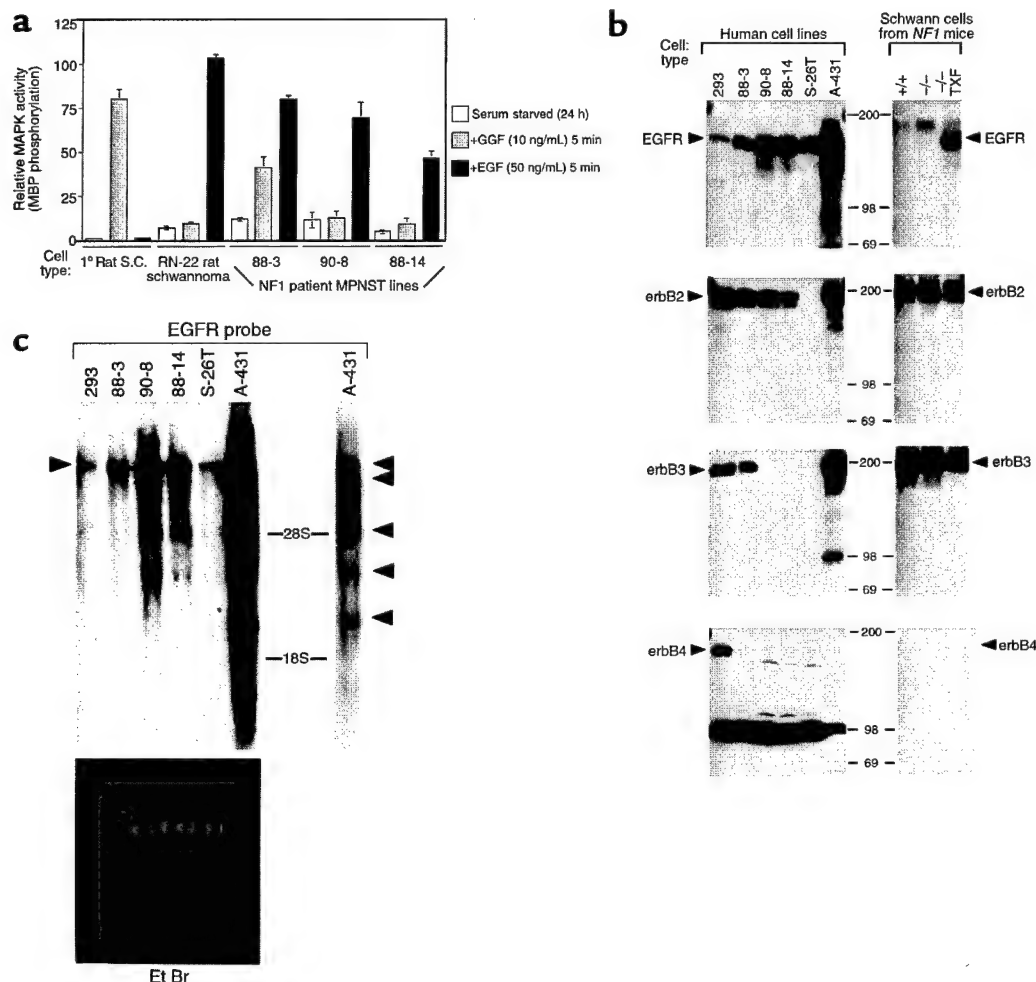 a
125
100
75
50
25
0
Relative MAPK activity
(MBP phosphorylation)
Serum starved (24 h)
+GGF (10 ng/mL) 5 min
+EGF (50 ng/mL) 5 min
Cell
type:
1° Rat S.C.
RN-22 rat
schwannoma
88-3
90-8
88-14
NF1 patient MPNST lines
b
Human cell lines
Schwann cells
from NF1 mice
Cell:
type
293
88-3
90-8
88-14
S-26T
A-431
+/+
-/-
-/-
TXF
EGFR
200
98
69
EGFR
erbB2
200
98
69
erbB2
erbB3
200
98
69
erbB3
erbB4
200
98
69
erbB4
c
EGFR probe
293
88-3
90-8
88-14
S-26T
A-431
A-431
28S
18S
Et Br